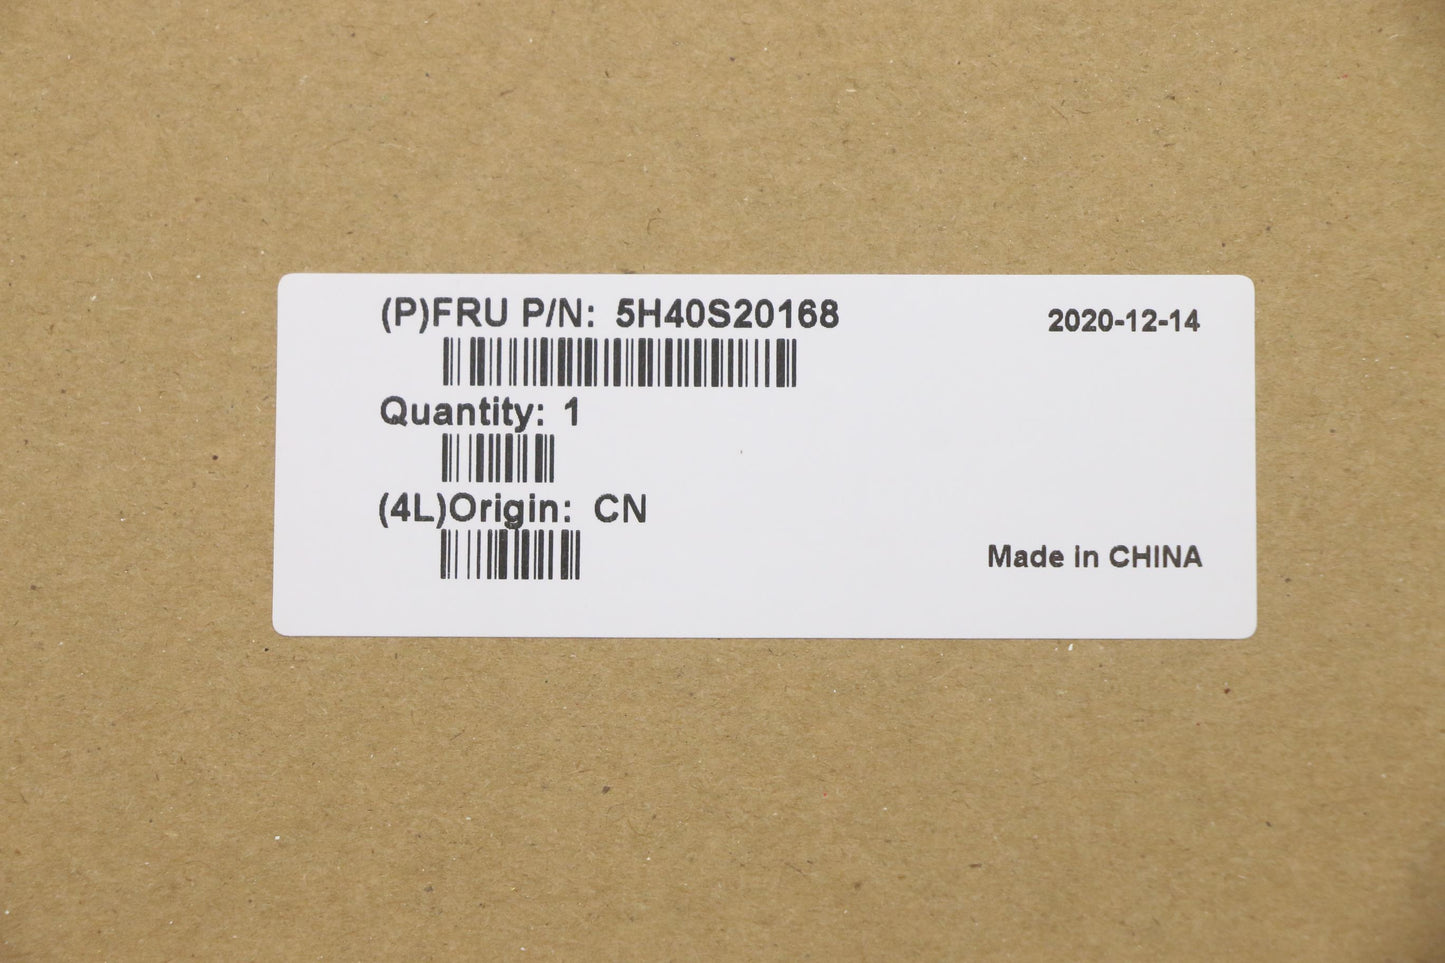 (P)FRU P/N: 5H40S20168
2020-12-14
Quantity: 1
(4L)Origin: CN
Made in CHINA